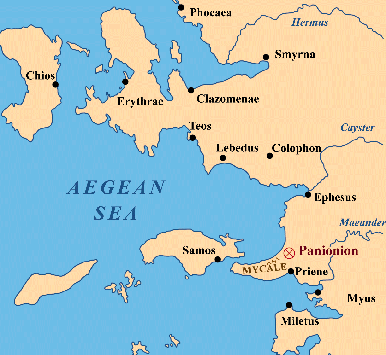 Phocaea
Hermus
Smyrna
Chios
Erythrae
Clazomenae
Teos
Cayster
Lebedus
Colophon
AEGEAN
SEA
Ephesus
Maeander
Samos
Panionion
MYCALE
Priene
Myus
Miletus